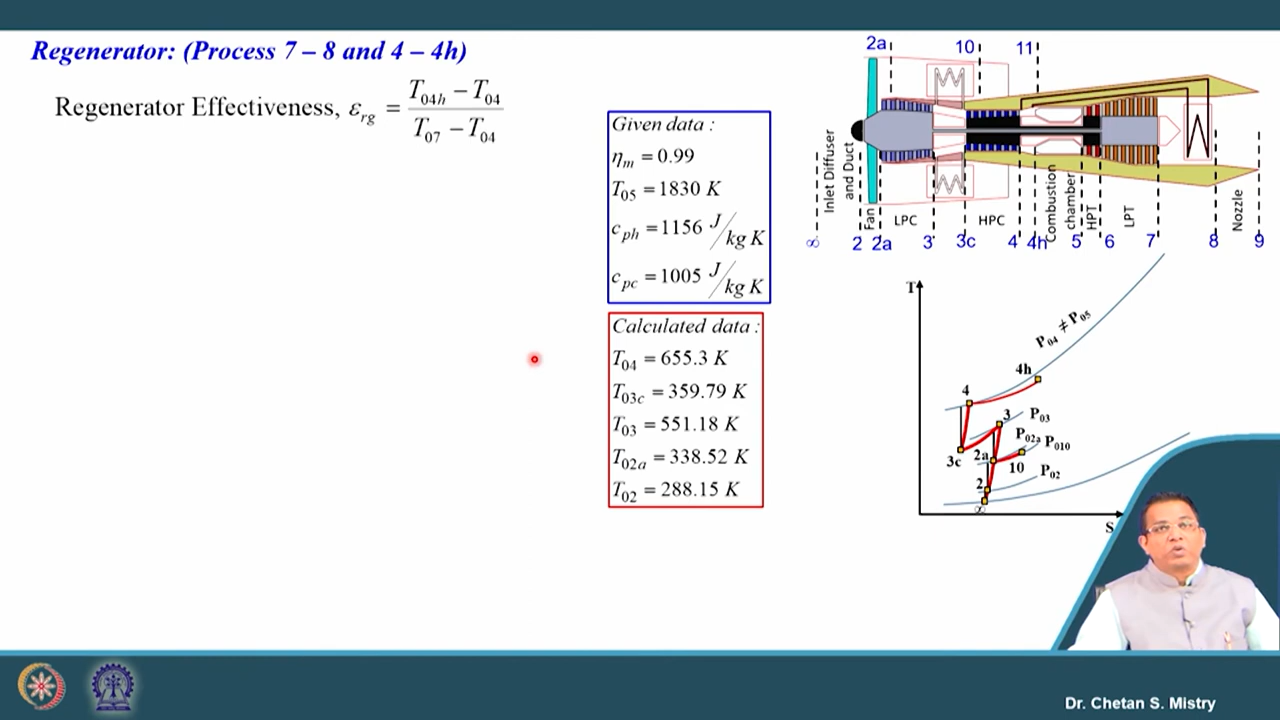 Regenerator: (Process 7 – 8 and 4 – 4h)
Regenerator Effectiveness, ε_rg = (T_04h − T_04) / (T_07 − T_04)
Given data :
η_m = 0.99
T_05 = 1830 K
c_ph = 1156 J/kg K
c_pc = 1005 J/kg K
Calculated data :
T_04 = 655.3 K
T_03c = 359.79 K
T_03 = 551.18 K
T_02a = 338.52 K
T_02 = 288.15 K
2a 10 11
Inlet Diffuser and Duct
Fan
LPC
HPC
Combustion chamber
HPT
LPT
Nozzle
∞ 2 2a 3 3c 4 4h 5 6 7 8 9
T
P_04 ≠ P_05
4h
4
3 P_03
P_02a P_010
3c 2a 10 P_02
2
∞
S
Dr. Chetan S. Mistry